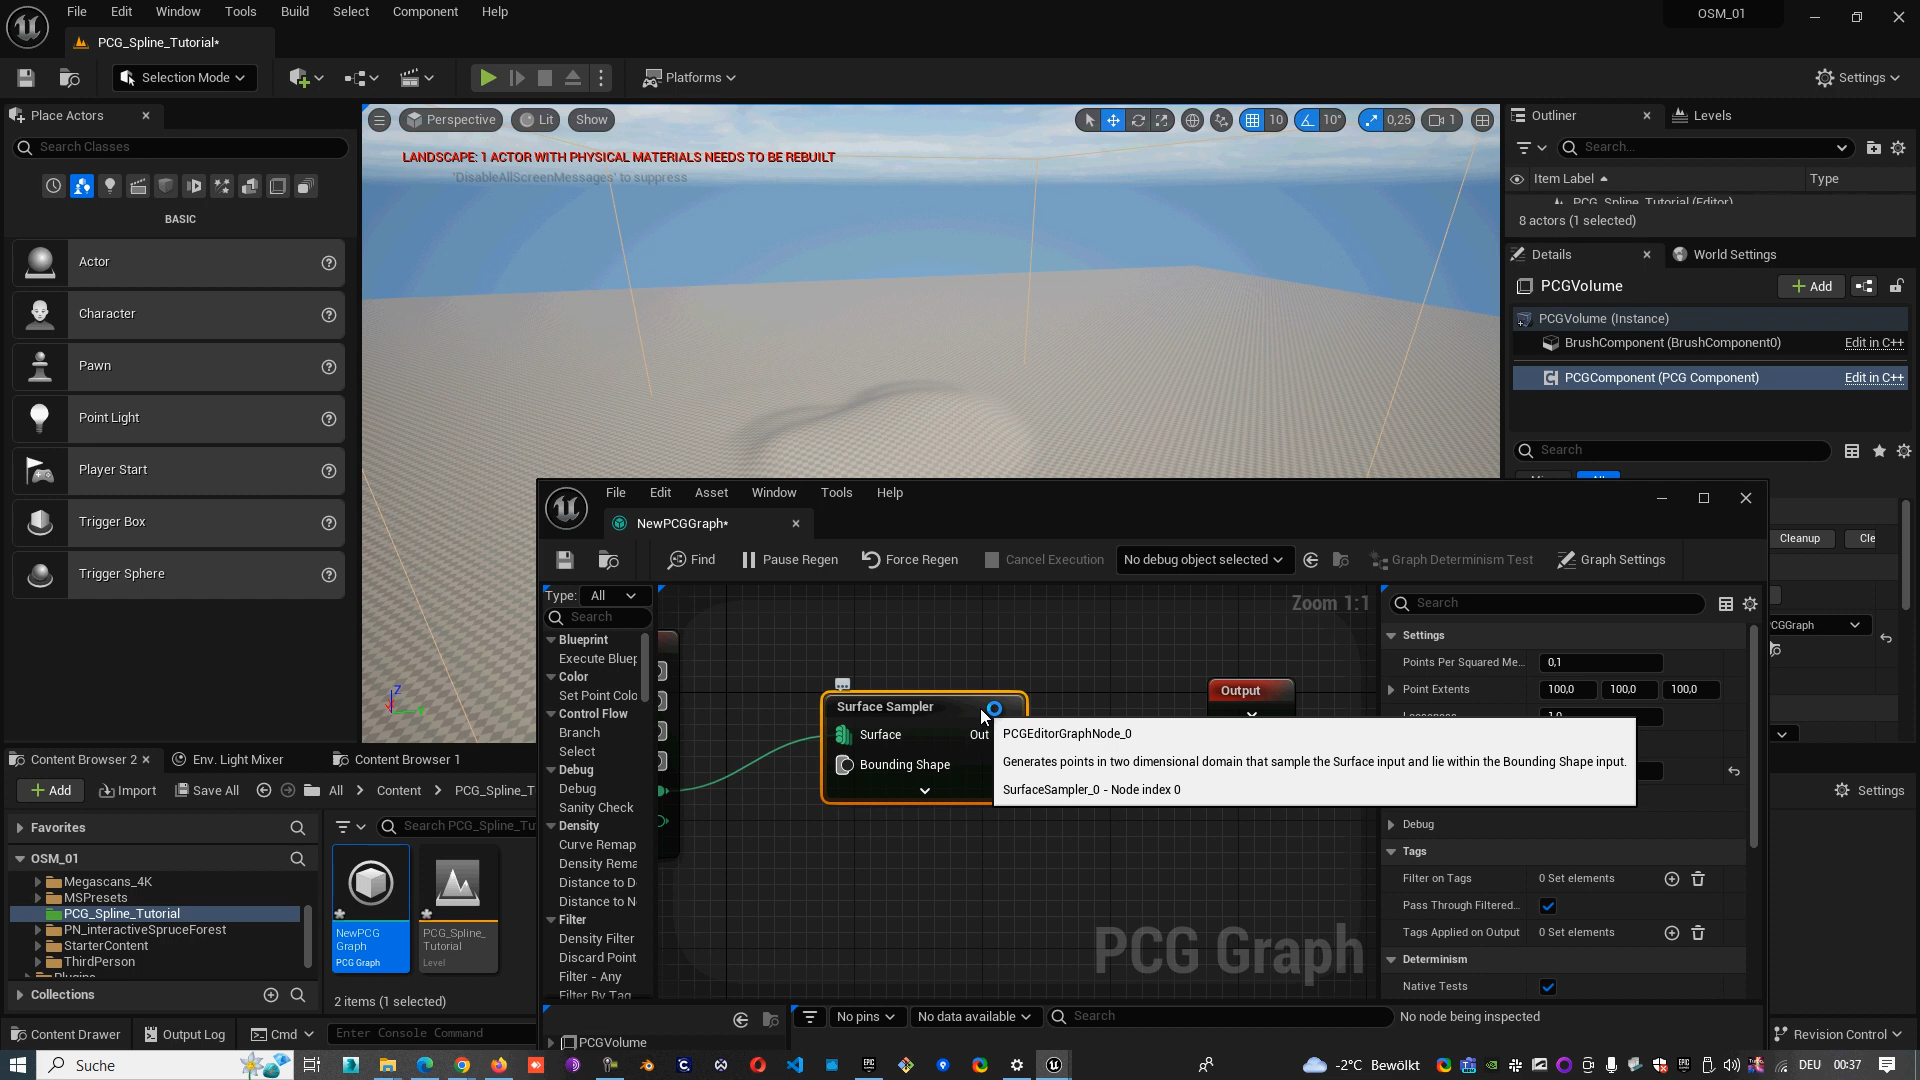 File Edit Window Tools Build Select Component Help
OSM_01
PCG_Spline_Tutorial*
Selection Mode
Platforms
Settings
Place Actors
Search Classes
BASIC
Actor
Character
Pawn
Point Light
Player Start
Trigger Box
Trigger Sphere
Perspective
Lit
Show
10
10°
0,25
1
LANDSCAPE: 1 ACTOR WITH PHYSICAL MATERIALS NEEDS TO BE REBUILT
'DisableAllScreenMessages' to suppress
Z
Outliner
Levels
Search...
Item Label
Type
PCG_Spline_Tutorial (Editor)
8 actors (1 selected)
Details
World Settings
PCGVolume
Add
PCGVolume (Instance)
BrushComponent (BrushComponent0)
Edit in C++
PCGComponent (PCG Component)
Edit in C++
Search
Cleanup
Cle
File Edit Asset Window Tools Help
NewPCGGraph*
Find
Pause Regen
Force Regen
Cancel Execution
No debug object selected
Graph Determinism Test
Graph Settings
Type: All
Search
Blueprint
Execute Bluep
Color
Set Point Colo
Control Flow
Branch
Select
Debug
Debug
Sanity Check
Density
Curve Remap
Density Rema
Distance to D
Distance to N
Filter
Density Filter
Discard Point
Filter - Any
Filter By Tag
Zoom 1:1
Surface Sampler
Surface
Out
Bounding Shape
Output
PCGEditorGraphNode_0
Generates points in two dimensional domain that sample the Surface input and lie within the Bounding Shape input.
SurfaceSampler_0 - Node index 0
PCG Graph
Search
Settings
Points Per Squared Me...
0,1
Point Extents
100,0
100,0
100,0
Looseness
1,0
Debug
Tags
Filter on Tags
0 Set elements
Pass Through Filtered...
Tags Applied on Output
0 Set elements
Determinism
Native Tests
Settings
No pins
No data available
Search
No node being inspected
PCGVolume
Content Browser 2
Env. Light Mixer
Content Browser 1
Add
Import
Save All
All
Content
PCG_Spline_T
Favorites
Search PCG_Spline_Tu
OSM_01
Megascans_4K
MSPresets
PCG_Spline_Tutorial
PN_interactiveSpruceForest
StarterContent
ThirdPerson
Plugins
Collections
NewPCG
Graph
PCG Graph
PCG_Spline_
Tutorial
Level
2 items (1 selected)
Content Drawer
Output Log
Cmd
Enter Console Command
Revision Control
Suche
-2°C Bewölkt
DEU
00:37